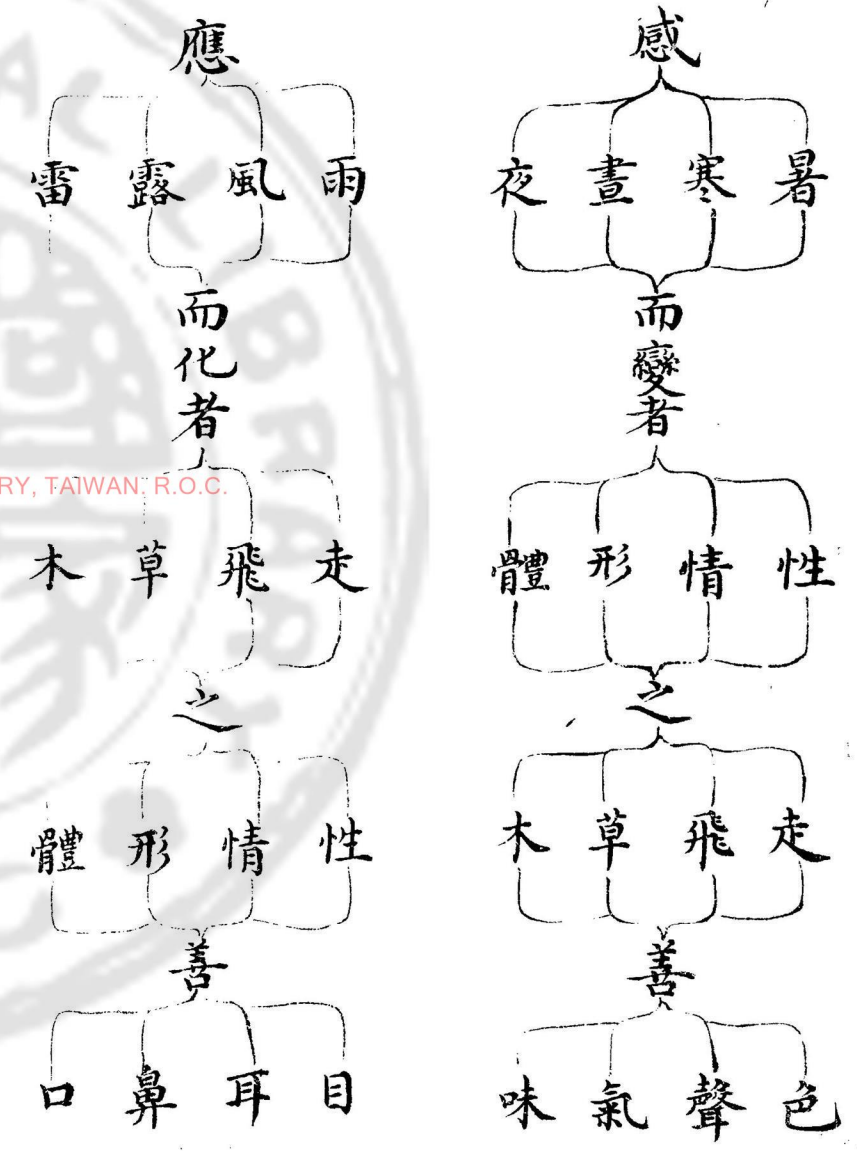 感
暑 寒 晝 夜
而變者
性 情 形 體
之
走 飛 草 木
善
色 聲 氣 味
應
雨 風 露 雷
而化者
走 飛 草 木
之
性 情 形 體
善
目 耳 鼻 口
RY, TAIWAN. R.O.C.